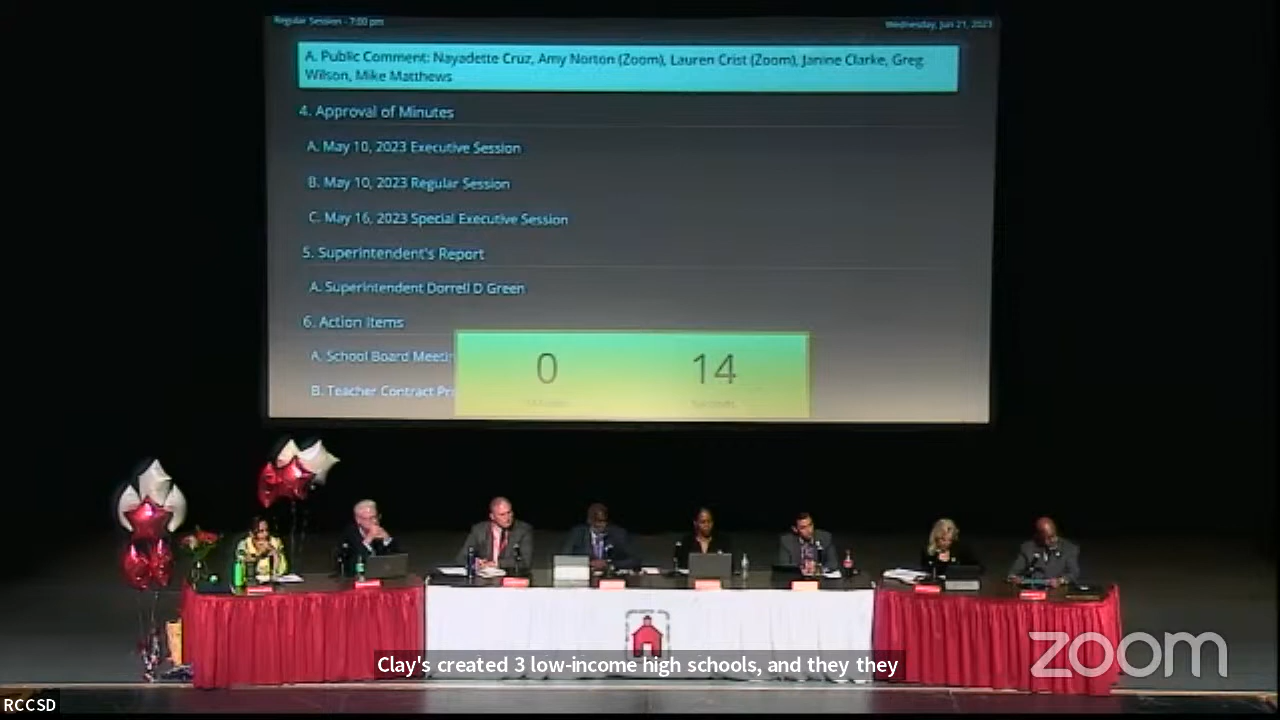 Regular Session - 7:00 pm
Wednesday, Jun 21, 2023
A. Public Comment: Nayadette Cruz, Amy Norton (Zoom), Lauren Crist (Zoom), Janine Clarke, Greg
Wilson, Mike Matthews
4. Approval of Minutes
A. May 10, 2023 Executive Session
B. May 10, 2023 Regular Session
C. May 16, 2023 Special Executive Session
5. Superintendent's Report
A. Superintendent Dorrell D Green
6. Action Items
A. School Board Meeti
B. Teacher Contract Pr
0 14
Clay's created 3 low-income high schools, and they they
zoom
RCCSD